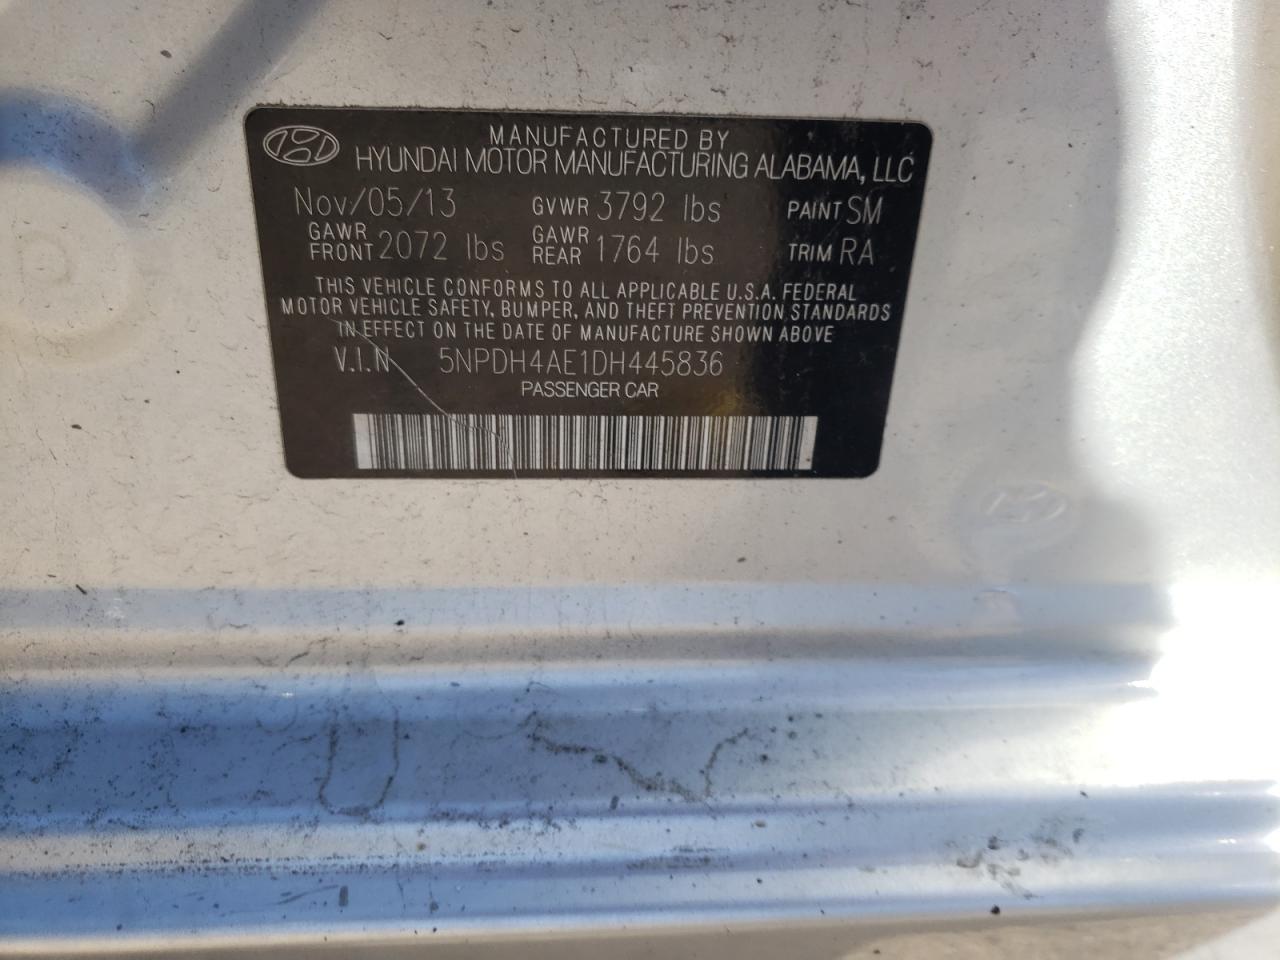 MANUFACTURED BY
HYUNDAI MOTOR MANUFACTURING ALABAMA, LLC
Nov/05/13 GVWR 3792 lbs PAINT SM
GAWR FRONT 2072 lbs GAWR REAR 1764 lbs TRIM RA
THIS VEHICLE CONFORMS TO ALL APPLICABLE U.S.A. FEDERAL
MOTOR VEHICLE SAFETY, BUMPER, AND THEFT PREVENTION STANDARDS
IN EFFECT ON THE DATE OF MANUFACTURE SHOWN ABOVE
V.I.N 5NPDH4AE1DH445836
PASSENGER CAR